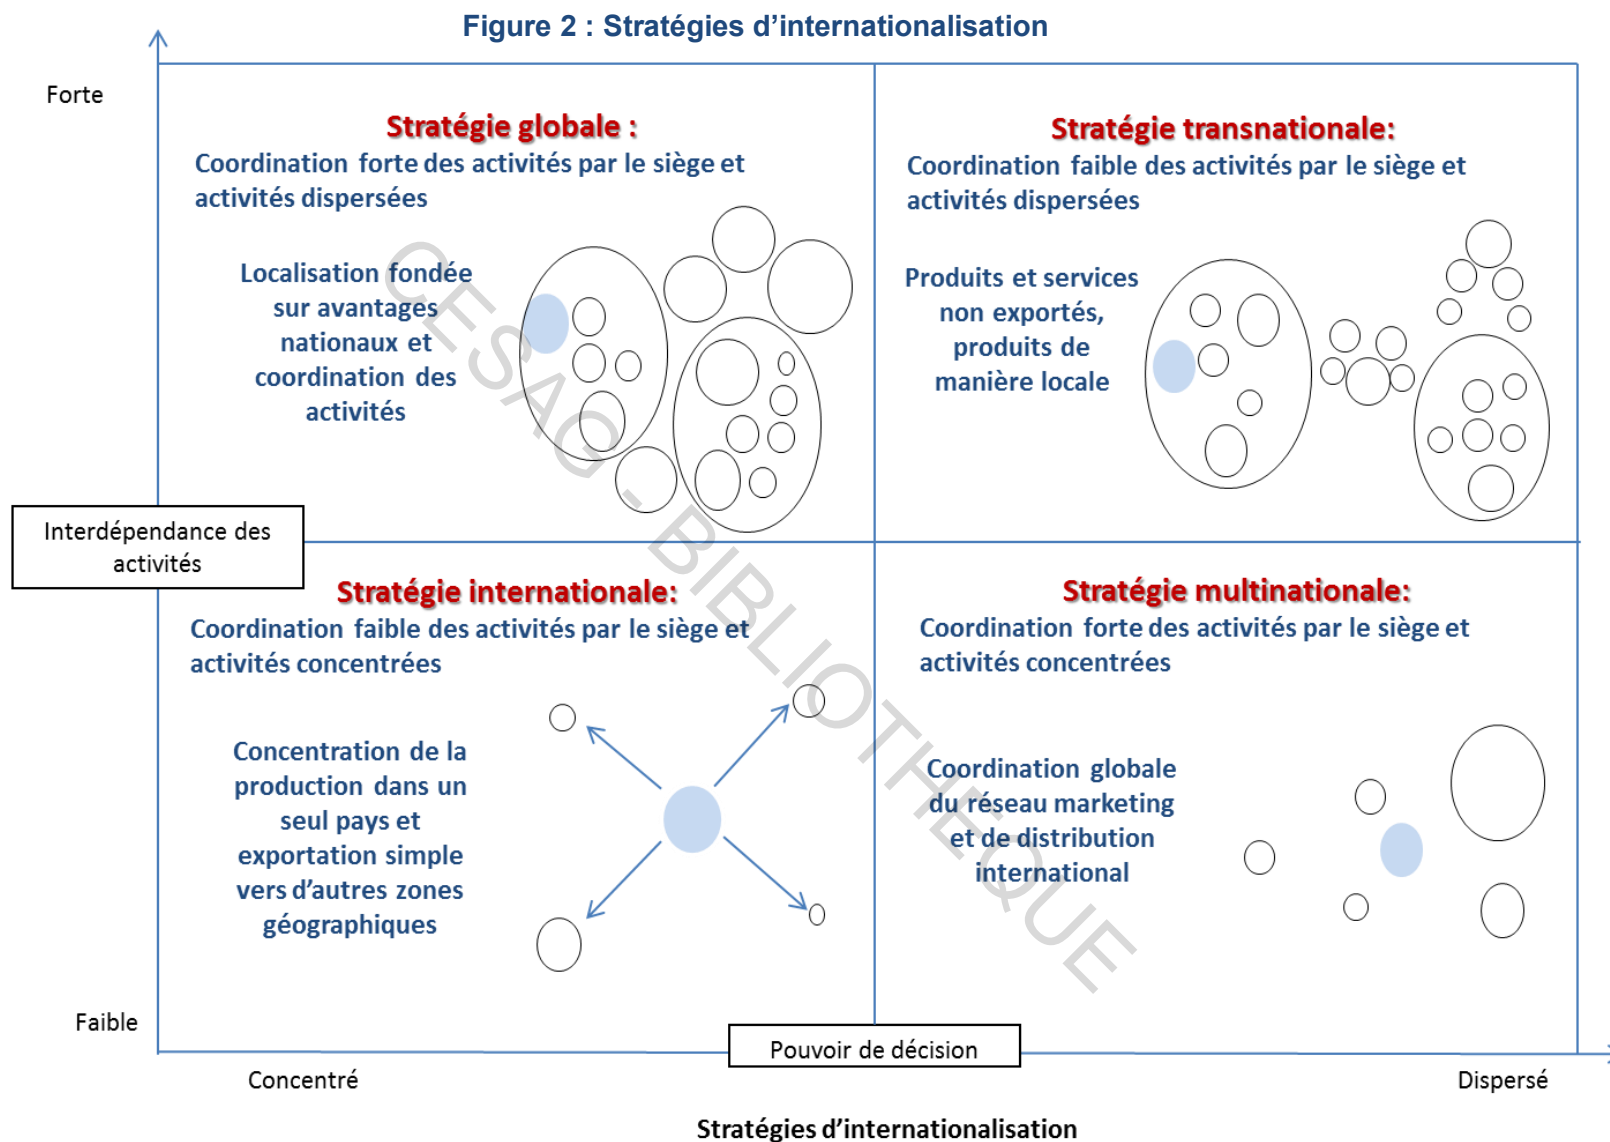 Figure 2 : Stratégies d’internationalisation
Forte
Stratégie globale :
Coordination forte des activités par le siège et
activités dispersées
Localisation fondée
sur avantages
nationaux et
coordination des
activités
Stratégie transnationale:
Coordination faible des activités par le siège et
activités dispersées
Produits et services
non exportés,
produits de
manière locale
Interdépendance des
activités
Stratégie internationale:
Coordination faible des activités par le siège et
activités concentrées
Concentration de la
production dans un
seul pays et
exportation simple
vers d’autres zones
géographiques
Stratégie multinationale:
Coordination forte des activités par le siège et
activités concentrées
Coordination globale
du réseau marketing
et de distribution
international
Faible
Pouvoir de décision
Concentré
Dispersé
Stratégies d’internationalisation
CESAG - BIBLIOTHEQUE